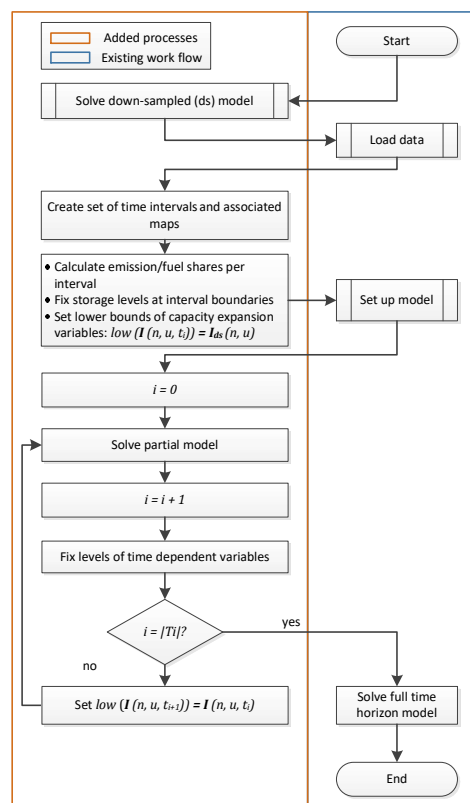 Added processes
Existing work flow
Start
Solve down-sampled (ds) model
Load data
Create set of time intervals and associated
maps
• Calculate emission/fuel shares per
interval
• Fix storage levels at interval boundaries
• Set lower bounds of capacity expansion
variables: low (I (n, u, tᵢ)) = I_ds (n, u)
Set up model
i = 0
Solve partial model
i = i + 1
Fix levels of time dependent variables
i = |Ti|?
yes
no
Set low (I (n, u, tᵢ₊₁)) = I (n, u, tᵢ)
Solve full time
horizon model
End